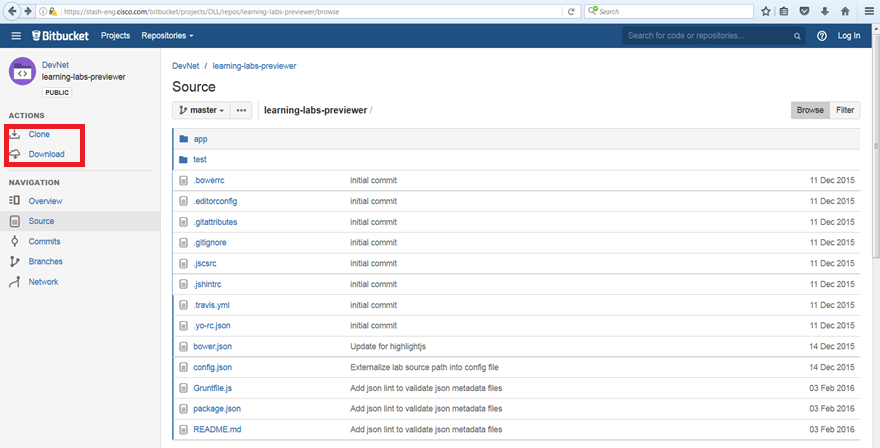 https://stash-eng.cisco.com/bitbucket/projects/DLL/repos/learning-labs-previewer/browse
Search
Bitbucket Projects Repositories Search for code or repositories... Log In
DevNet
learning-labs-previewer
PUBLIC
ACTIONS
Clone
Download
NAVIGATION
Overview
Source
Commits
Branches
Network
DevNet / learning-labs-previewer
Source
master ••• learning-labs-previewer / Browse Filter
app
test
.bowerrc initial commit 11 Dec 2015
.editorconfig initial commit 11 Dec 2015
.gitattributes initial commit 11 Dec 2015
.gitignore initial commit 11 Dec 2015
.jscsrc initial commit 11 Dec 2015
.jshintrc initial commit 11 Dec 2015
.travis.yml initial commit 11 Dec 2015
.yo-rc.json initial commit 11 Dec 2015
bower.json Update for highlightjs 14 Dec 2015
config.json Externalize lab source path into config file 14 Dec 2015
Gruntfile.js Add json lint to validate json metadata files 03 Feb 2016
package.json Add json lint to validate json metadata files 03 Feb 2016
README.md Add json lint to validate json metadata files 03 Feb 2016